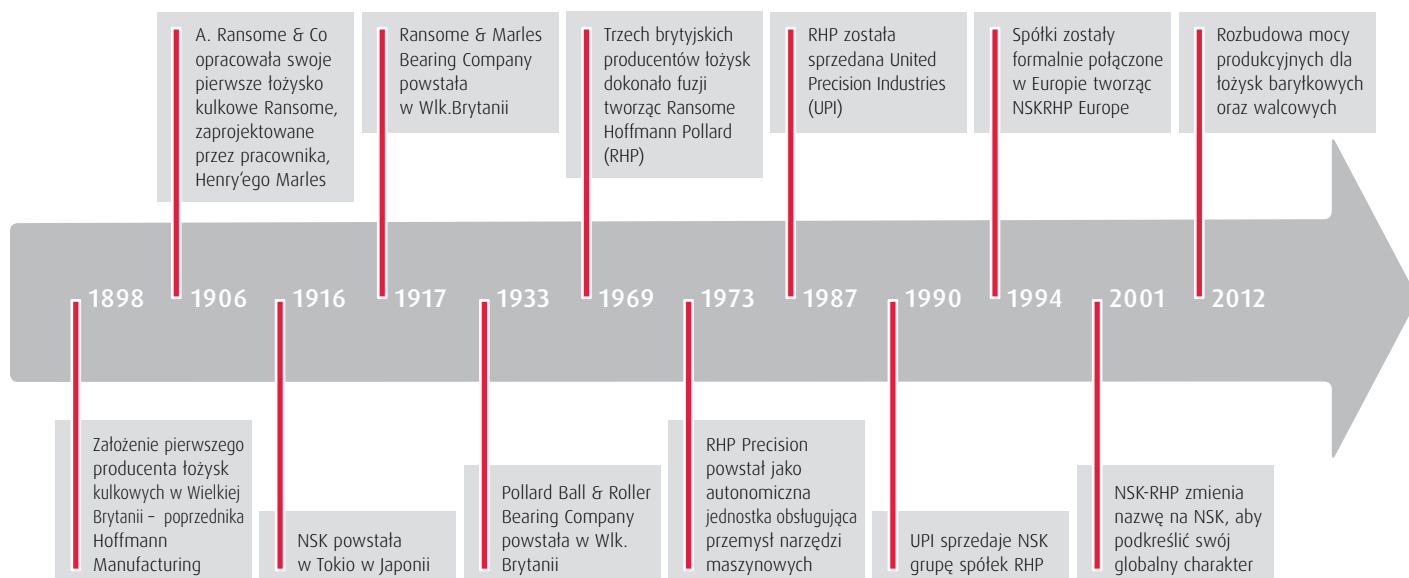 A. Ransome & Co
opracowała swoje
pierwsze łożysko
kulkowe Ransome,
zaprojektowane
przez pracownika,
Henry’ego Marles
Ransome & Marles
Bearing Company
powstała
w Wlk.Brytanii
Trzech brytyjskich
producentów łożysk
dokonało fuzji
tworząc Ransome
Hoffmann Pollard
(RHP)
RHP została
sprzedana United
Precision Industries
(UPI)
Spółki zostały
formalnie połączone
w Europie tworząc
NSKRHP Europe
Rozbudowa mocy
produkcyjnych dla
łożysk baryłkowych
oraz walcowych
1898
1906
1916
1917
1933
1969
1973
1987
1990
1994
2001
2012
Założenie pierwszego
producenta łożysk
kulkowych w Wielkiej
Brytanii – poprzednika
Hoffmann
Manufacturing
NSK powstała
w Tokio w Japonii
Pollard Ball & Roller
Bearing Company
powstała w Wlk.
Brytanii
RHP Precision
powstał jako
autonomiczna
jednostka obsługująca
przemysł narzędzi
maszynowych
UPI sprzedaje NSK
grupę spółek RHP
NSK-RHP zmienia
nazwę na NSK, aby
podkreślić swój
globalny charakter